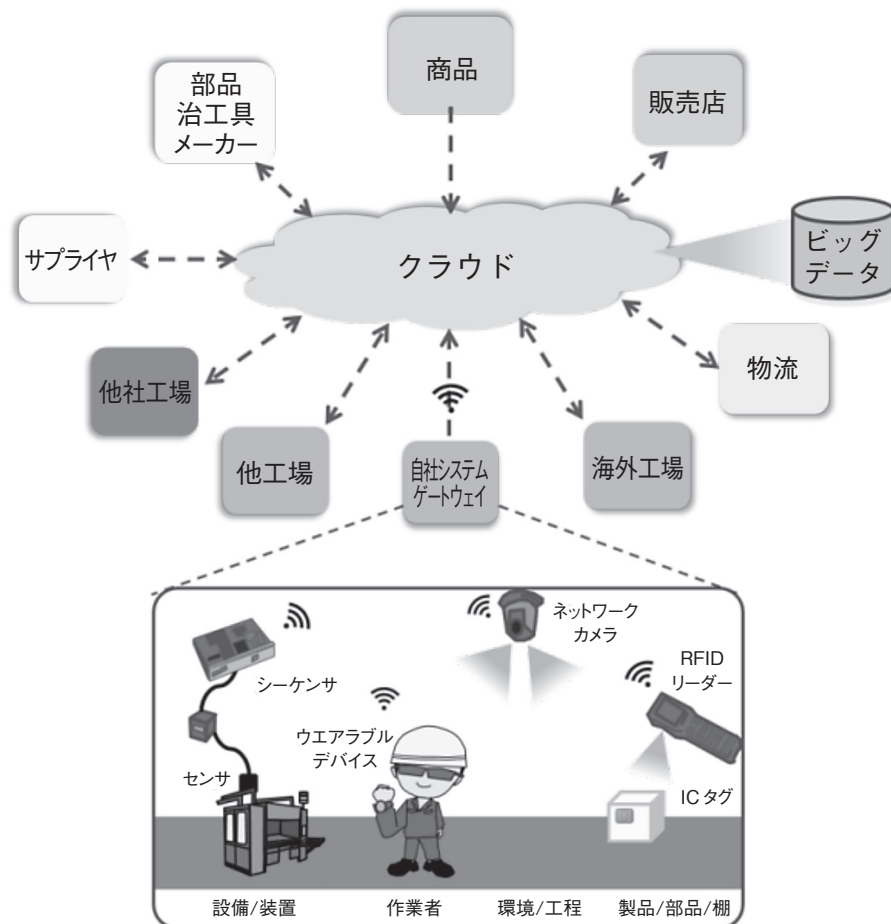 商品
部品
治工具
メーカー
販売店
サプライヤ
クラウド
ビッグ
データ
他社工場
物流
他工場
自社システム
ゲートウェイ
海外工場
ネットワーク
カメラ
RFID
リーダー
シーケンサ
ウエアラブル
デバイス
センサ
ICタグ
設備/装置
作業者
環境/工程
製品/部品/棚